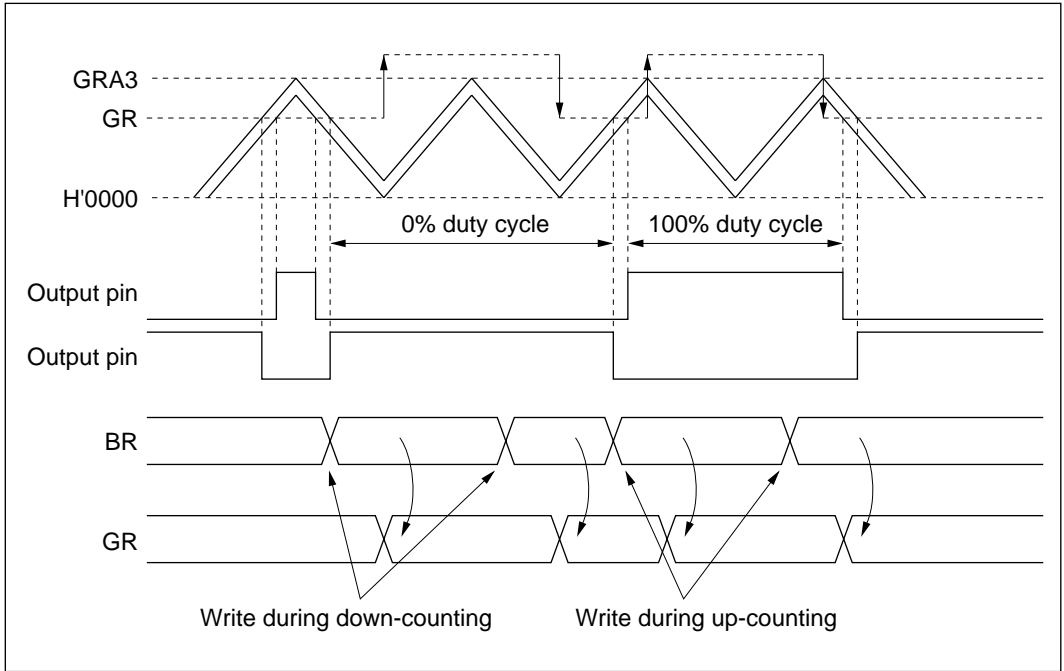 GRA3
GR
H'0000
0% duty cycle
100% duty cycle
Output pin
Output pin
BR
GR
Write during down-counting
Write during up-counting